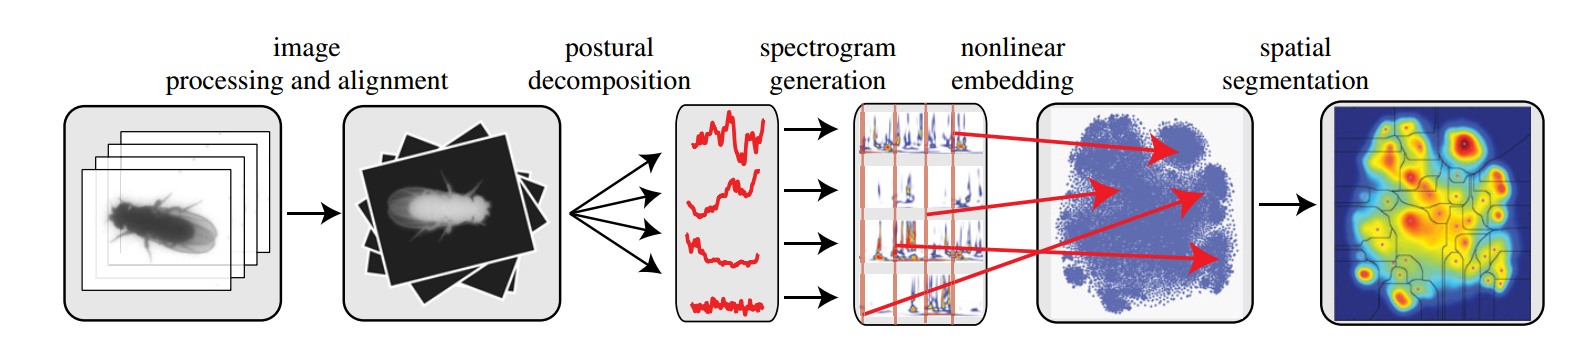 image
processing and alignment
postural
decomposition
spectrogram
generation
nonlinear
embedding
spatial
segmentation